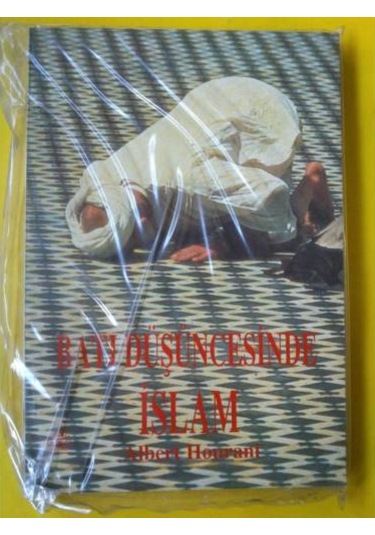 BATI DÜŞÜNCESİNDE
İSLAM
Albert Hourani